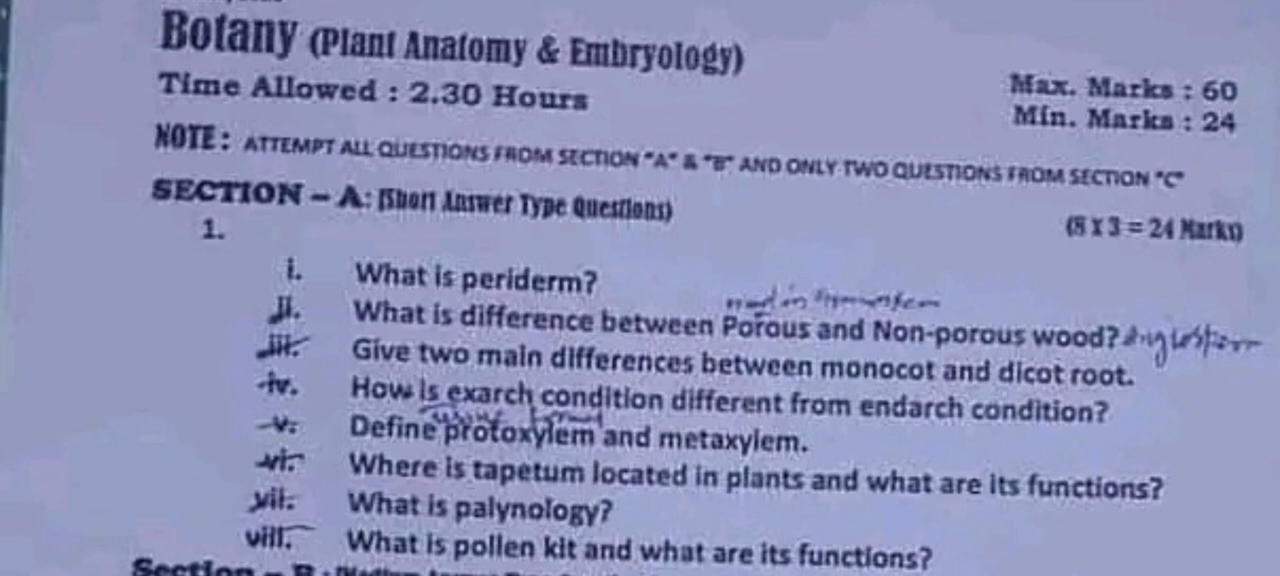 Botany (Plant Anatomy & Embryology)
Time Allowed : 2.30 Hours
Max. Marks : 60
Min. Marks : 24
NOTE : ATTEMPT ALL QUESTIONS FROM SECTION "A" & "B" AND ONLY TWO QUESTIONS FROM SECTION "C"
SECTION – A: (Short Answer Type Questions)
(8 X 3 = 24 Marks)
1.
i. What is periderm?
ii. What is difference between Porous and Non-porous wood?
iii. Give two main differences between monocot and dicot root.
iv. How is exarch condition different from endarch condition?
v. Define protoxylem and metaxylem.
vi. Where is tapetum located in plants and what are its functions?
vii. What is palynology?
viii. What is pollen kit and what are its functions?
Section – B :